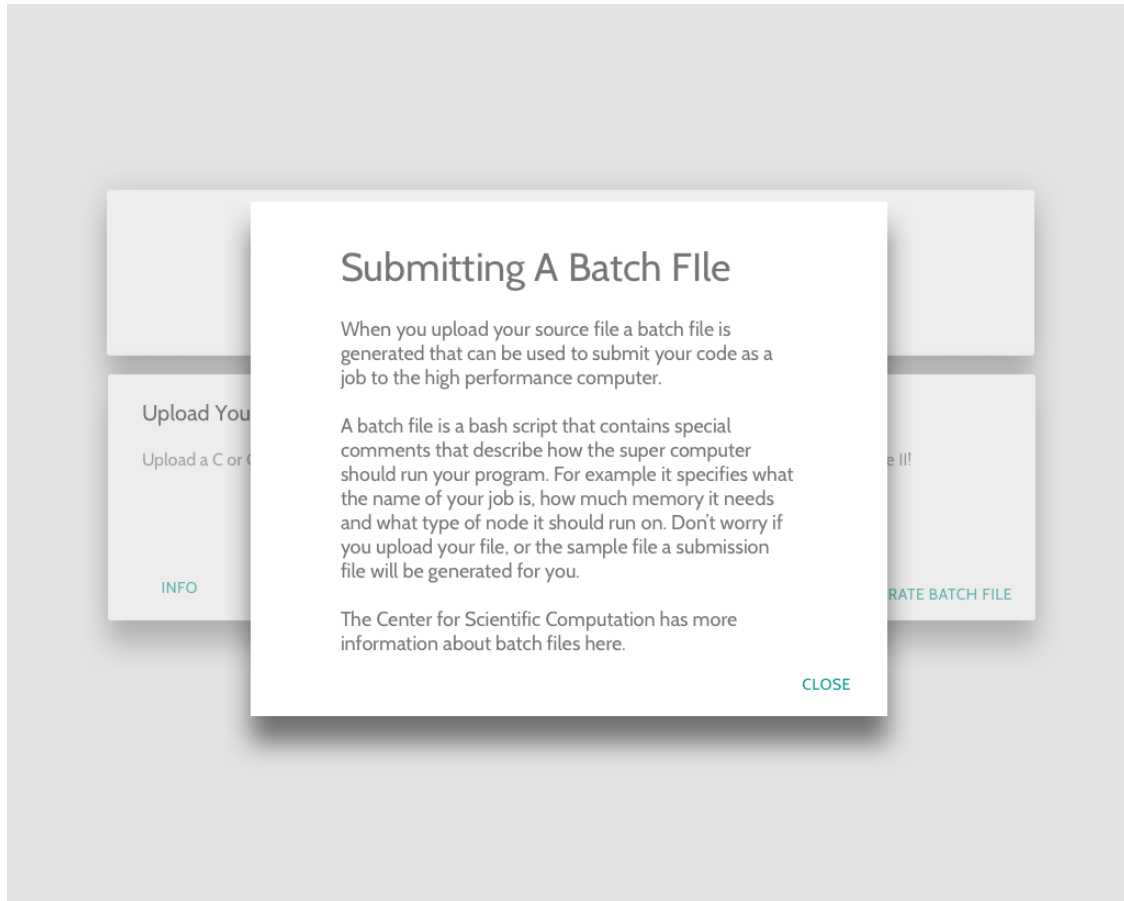 Submitting A Batch FIle
When you upload your source file a batch file is
generated that can be used to submit your code as a
job to the high performance computer.
A batch file is a bash script that contains special
comments that describe how the super computer
should run your program. For example it specifies what
the name of your job is, how much memory it needs
and what type of node it should run on. Don't worry if
you upload your file, or the sample file a submission
file will be generated for you.
The Center for Scientific Computation has more
information about batch files here.
CLOSE
Upload You
Upload a C or
e II!
INFO
RATE BATCH FILE